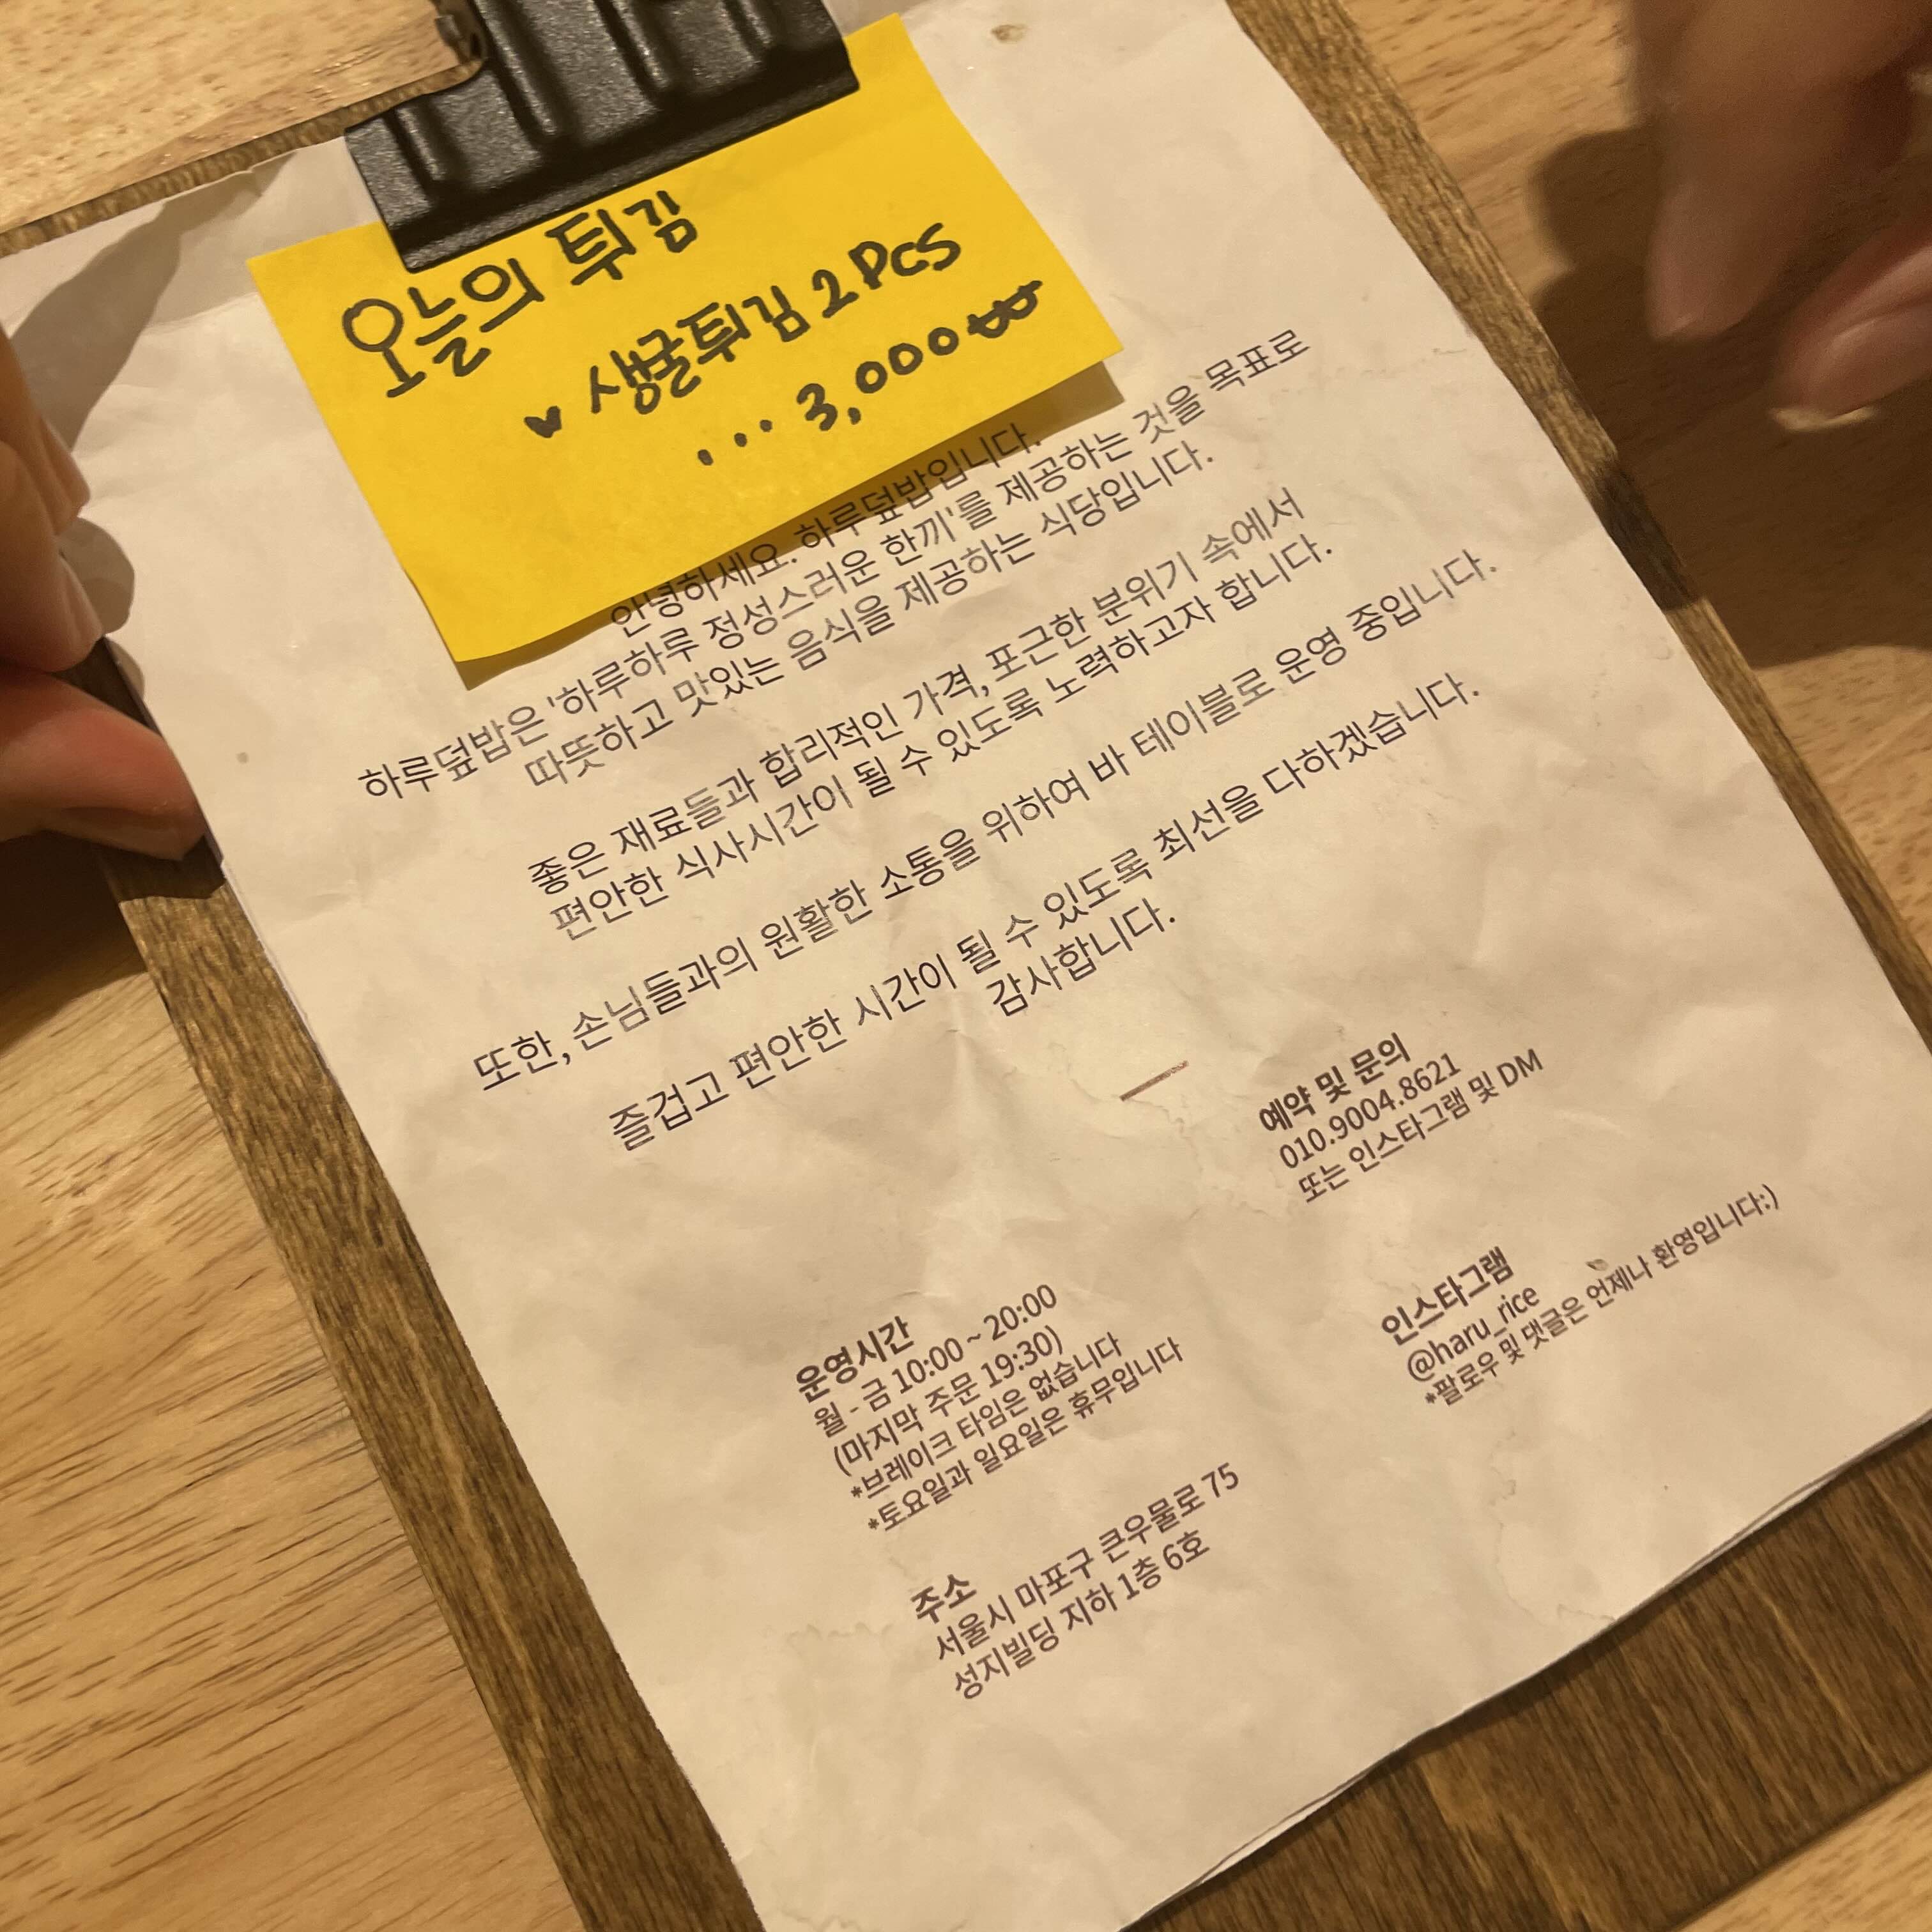 오늘의 튀김
♥ 생굴튀김 2 Pcs
... 3,000₩
안녕하세요. 하루덮밥입니다.
하루덮밥은 '하루하루 정성스러운 한끼'를 제공하는 것을 목표로
따뜻하고 맛있는 음식을 제공하는 식당입니다.
좋은 재료들과 합리적인 가격, 포근한 분위기 속에서
편안한 식사시간이 될 수 있도록 노력하고자 합니다.
또한, 손님들과의 원활한 소통을 위하여 바 테이블로 운영 중입니다.
즐겁고 편안한 시간이 될 수 있도록 최선을 다하겠습니다.
감사합니다.
예약 및 문의
010.9004.8621
또는 인스타그램 및 DM
운영시간
월 - 금 10:00 ~ 20:00
(마지막 주문 19:30)
*브레이크 타임은 없습니다
*토요일과 일요일은 휴무입니다
인스타그램
@haru_rice
*팔로우 및 댓글은 언제나 환영입니다:)
주소
서울시 마포구 큰우물로 75
성지빌딩 지하 1층 6호